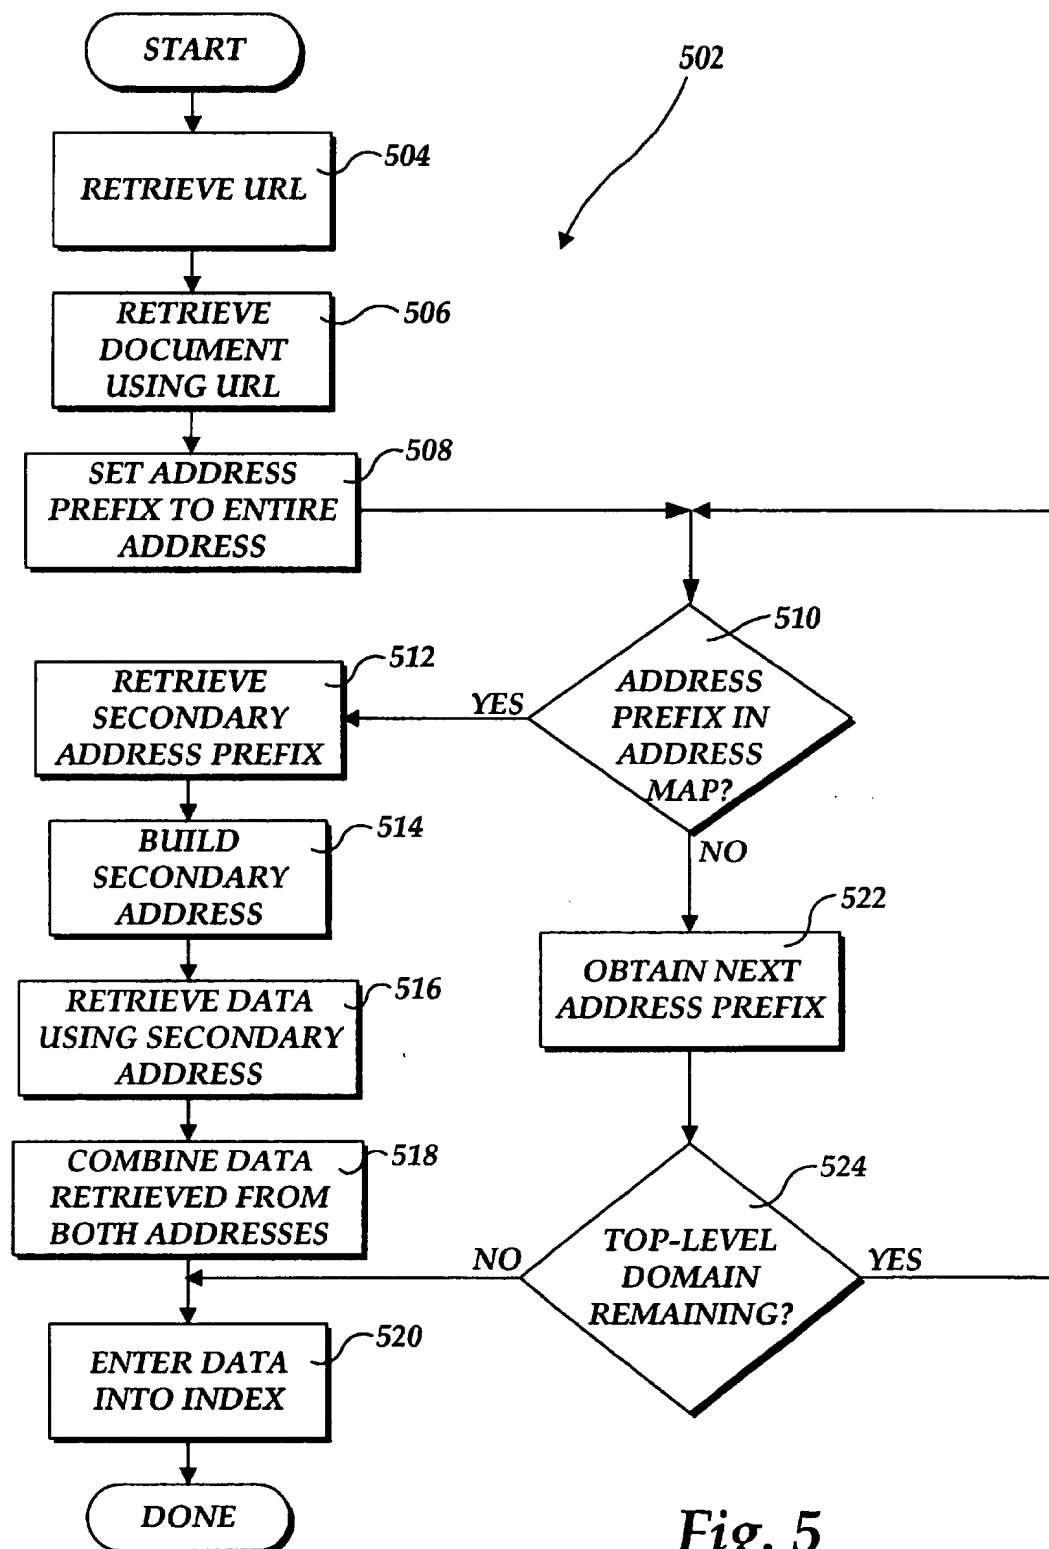 START
502
504
RETRIEVE URL
506
RETRIEVE
DOCUMENT
USING URL
508
SET ADDRESS
PREFIX TO ENTIRE
ADDRESS
510
ADDRESS
PREFIX IN
ADDRESS
MAP?
YES
NO
512
RETRIEVE
SECONDARY
ADDRESS PREFIX
514
BUILD
SECONDARY
ADDRESS
516
RETRIEVE DATA
USING SECONDARY
ADDRESS
518
COMBINE DATA
RETRIEVED FROM
BOTH ADDRESSES
522
OBTAIN NEXT
ADDRESS PREFIX
524
TOP-LEVEL
DOMAIN
REMAINING?
NO
YES
520
ENTER DATA
INTO INDEX
DONE
Fig. 5